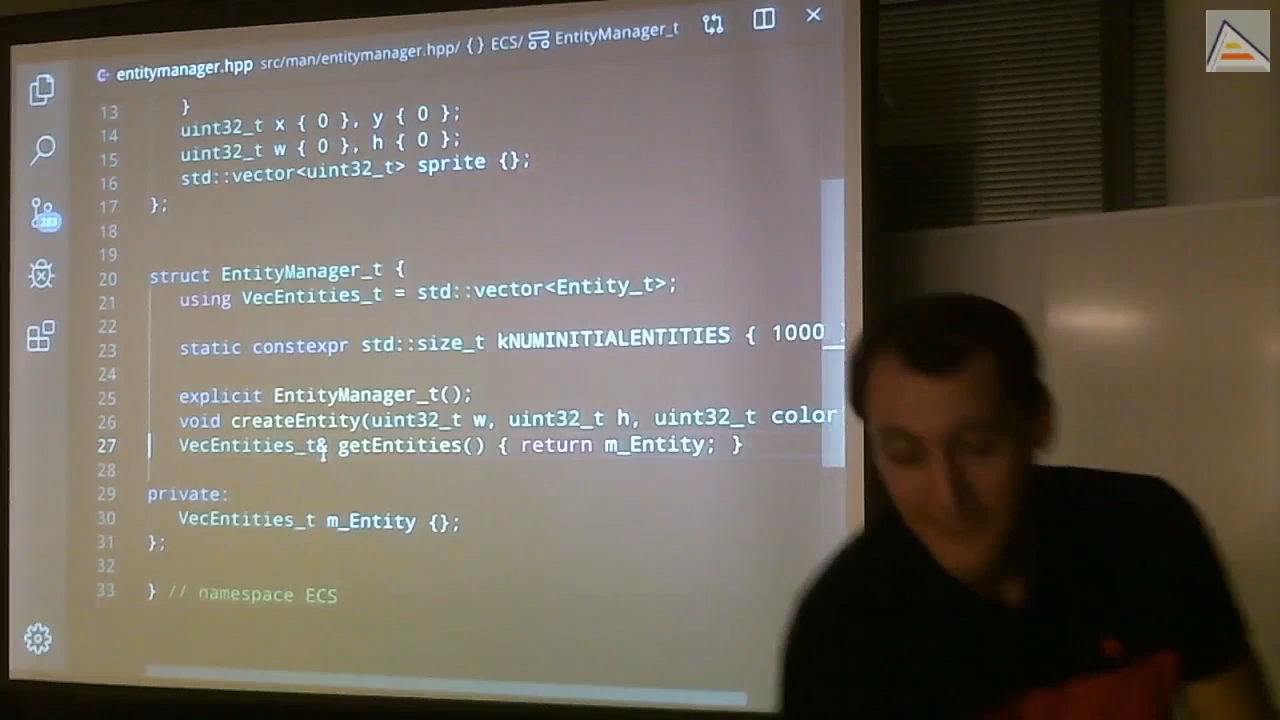 entitymanager.hpp src/man/entitymanager.hpp/ {} ECS/ EntityManager_t
13 }
14 uint32_t x { 0 }, y { 0 };
15 uint32_t w { 0 }, h { 0 };
16 std::vector<uint32_t> sprite {};
17 };
18
19
20 struct EntityManager_t {
21 using VecEntities_t = std::vector<Entity_t>;
22
23 static constexpr std::size_t kNUMINITIALENTITIES { 1000
24
25 explicit EntityManager_t();
26 void createEntity(uint32_t w, uint32_t h, uint32_t color
27 VecEntities_t& getEntities() { return m_Entity; }
28
29 private:
30 VecEntities_t m_Entity {};
31 };
32
33 } // namespace ECS